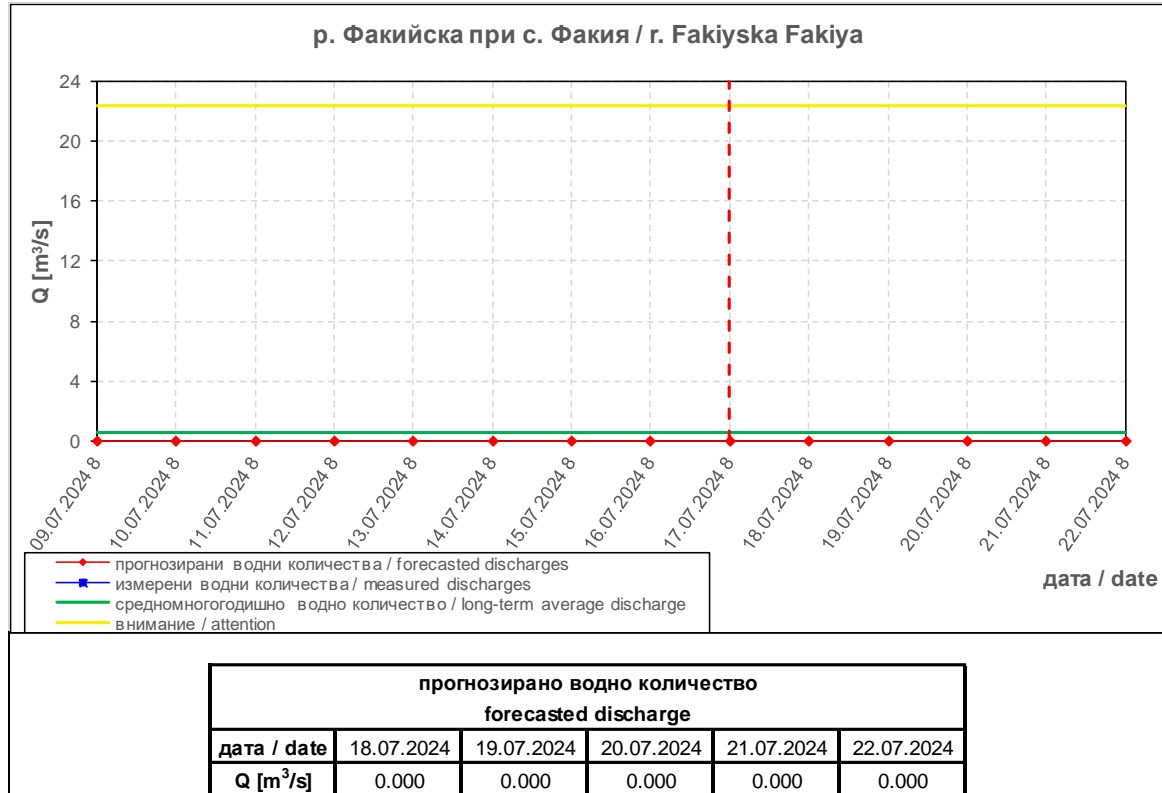 р. Факийска при с. Факия / r. Fakiyska Fakiya
24
20
16
12
8
4
0
Q [m³/s]
09.07.2024 8
10.07.2024 8
11.07.2024 8
12.07.2024 8
13.07.2024 8
14.07.2024 8
15.07.2024 8
16.07.2024 8
17.07.2024 8
18.07.2024 8
19.07.2024 8
20.07.2024 8
21.07.2024 8
22.07.2024 8
дата / date
прогнозирани водни количества / forecasted discharges
измерени водни количества / measured discharges
средномногогодишно водно количество / long-term average discharge
внимание / attention
прогнозирано водно количество
forecasted discharge
дата / date 18.07.2024 19.07.2024 20.07.2024 21.07.2024 22.07.2024
Q [m³/s] 0.000 0.000 0.000 0.000 0.000